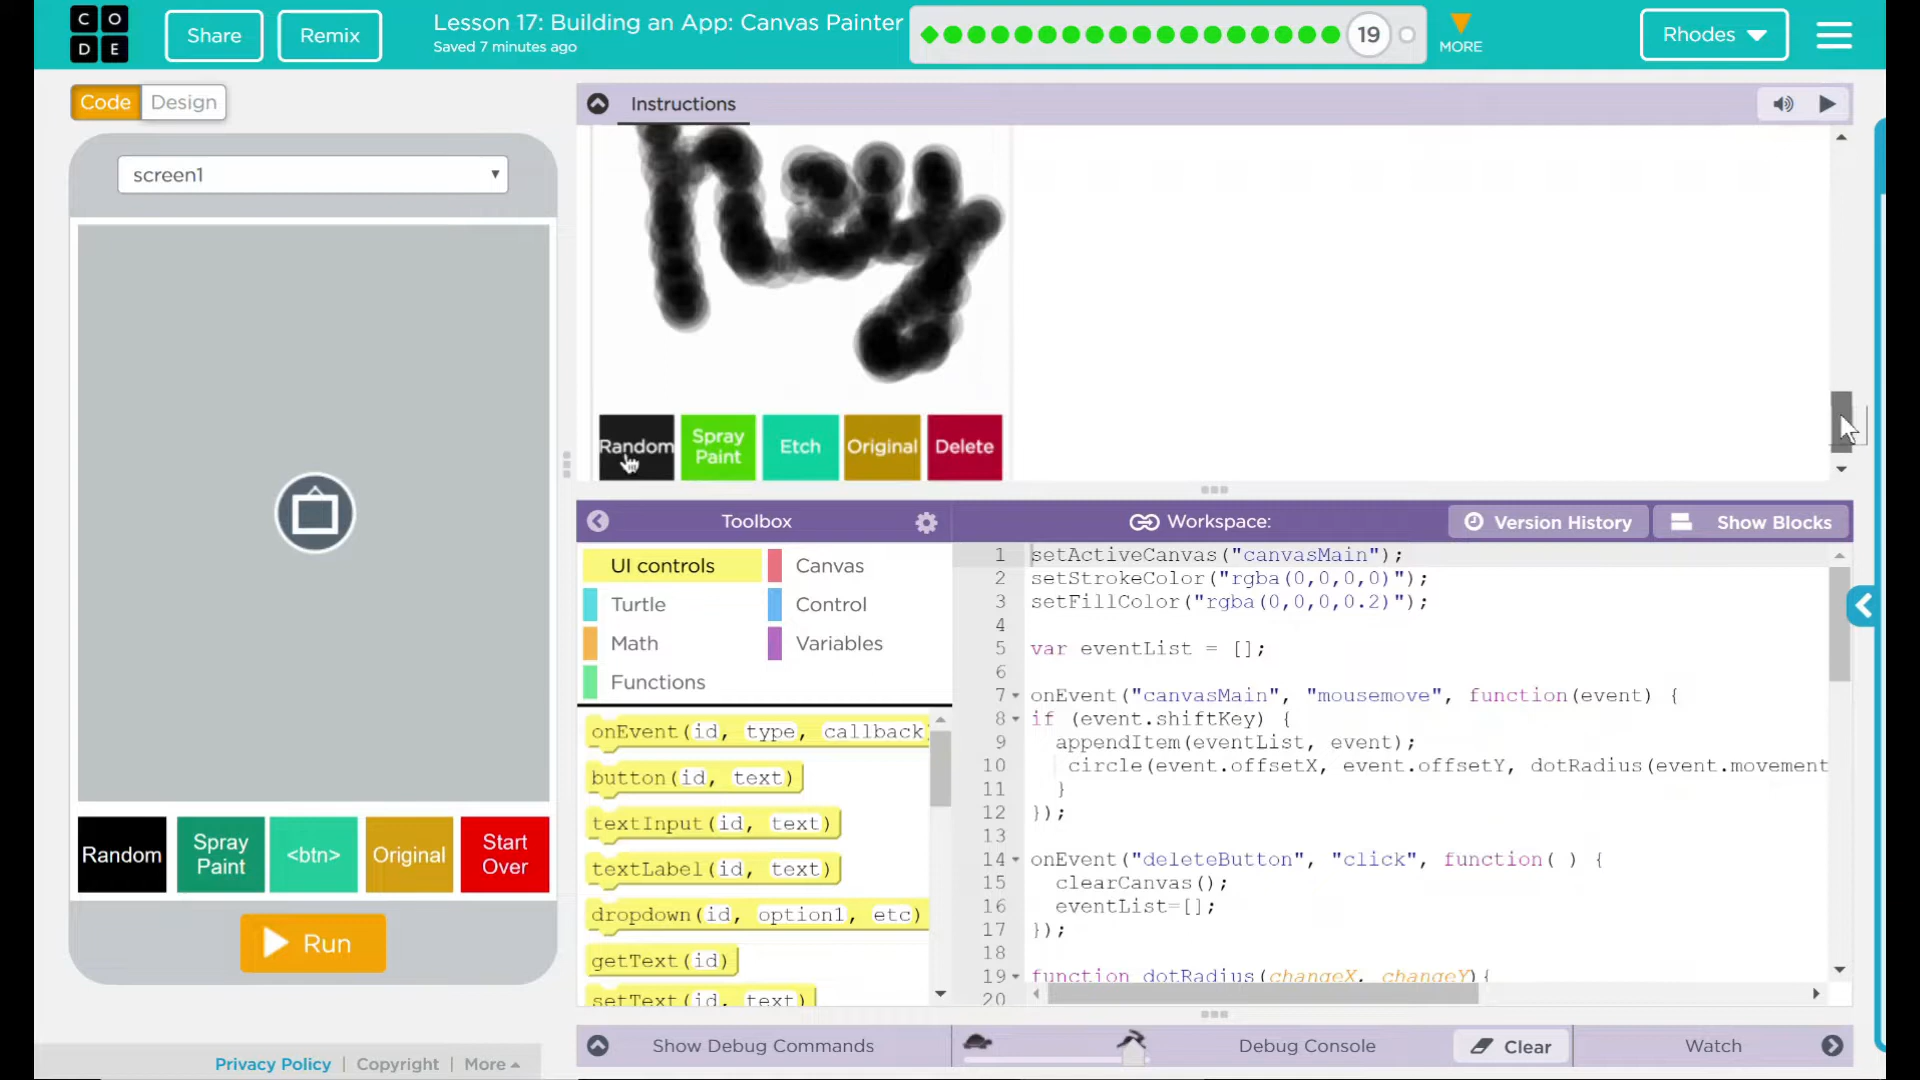 CODE
Share
Remix
Lesson 17: Building an App: Canvas Painter
Saved 7 minutes ago
19
MORE
Rhodes
Code
Design
Instructions
screen1
hey
Random
Spray
Paint
Etch
Original
Delete
Toolbox
Workspace:
Version History
Show Blocks
UI controls
Canvas
Turtle
Control
Math
Variables
Functions
onEvent(id, type, callback)
button(id, text)
textInput(id, text)
textLabel(id, text)
dropdown(id, option1, etc)
getText(id)
setText(id, text)
1 setActiveCanvas("canvasMain");
2 setStrokeColor("rgba(0,0,0,0)");
3 setFillColor("rgba(0,0,0,0.2)");
4
5 var eventList = [];
6
7 onEvent("canvasMain", "mousemove", function(event) {
8 if (event.shiftKey) {
9 appendItem(eventList, event);
10 circle(event.offsetX, event.offsetY, dotRadius(event.movement
11 }
12 });
13
14 onEvent("deleteButton", "click", function( ) {
15 clearCanvas();
16 eventList=[];
17 });
18
19 function dotRadius(changeX, changeY){
20
Random
Spray
Paint
<btn>
Original
Start
Over
Run
Show Debug Commands
Debug Console
Clear
Watch
Privacy Policy | Copyright | More